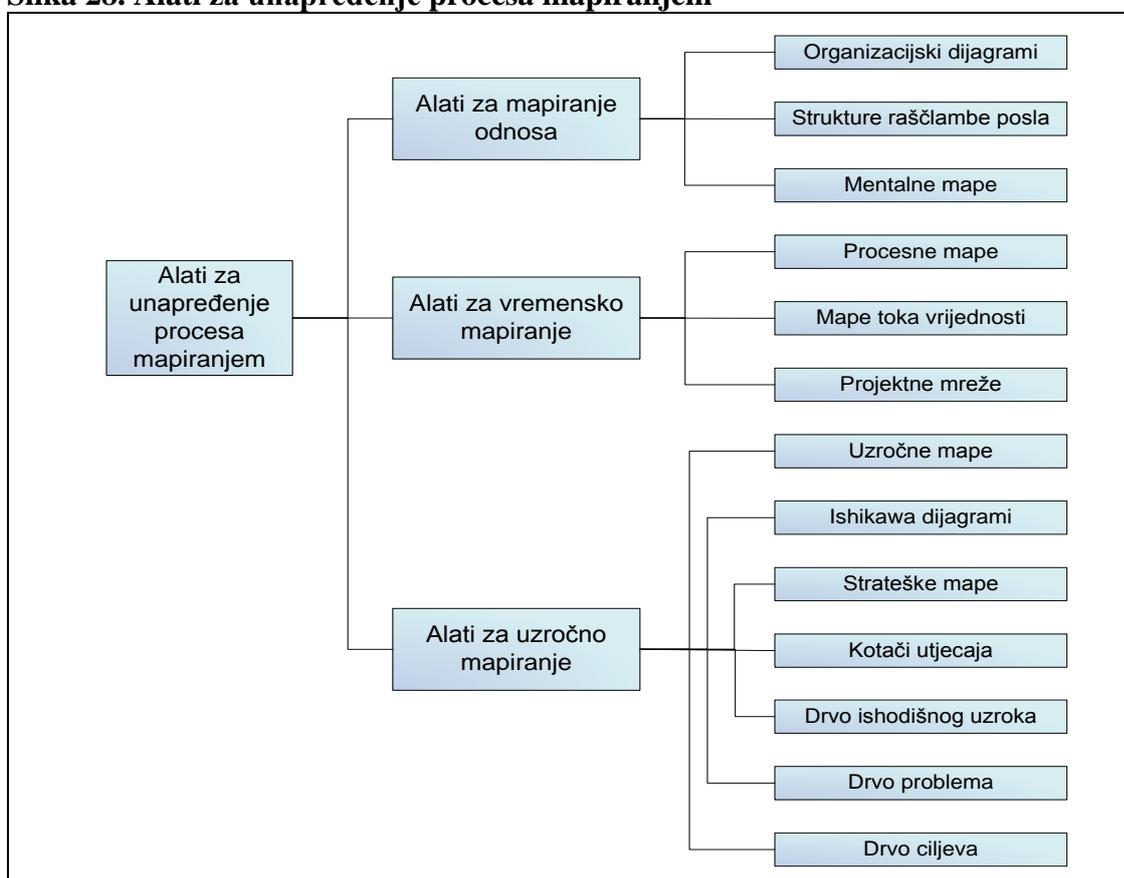 Slika 28. Alati za unapređenje procesa mapiranjem
Organizacijski dijagrami
Alati za mapiranje
odnosa
Strukture raščlambe posla
Mentalne mape
Procesne mape
Alati za
unapređenje
procesa
mapiranjem
Alati za vremensko
mapiranje
Mape toka vrijednosti
Projektne mreže
Uzročne mape
Ishikawa dijagrami
Strateške mape
Alati za uzročno
mapiranje
Kotači utjecaja
Drvo ishodišnog uzroka
Drvo problema
Drvo ciljeva